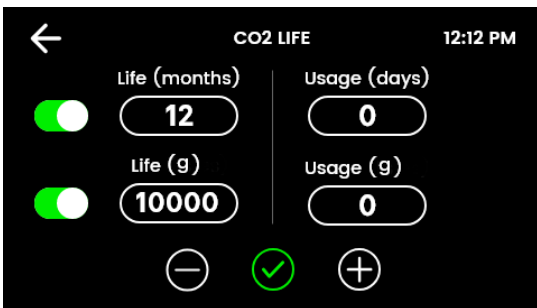 CO2 LIFE 12:12 PM
Life (months) Usage (days)
12 0
Life (g) Usage (g)
10000 0